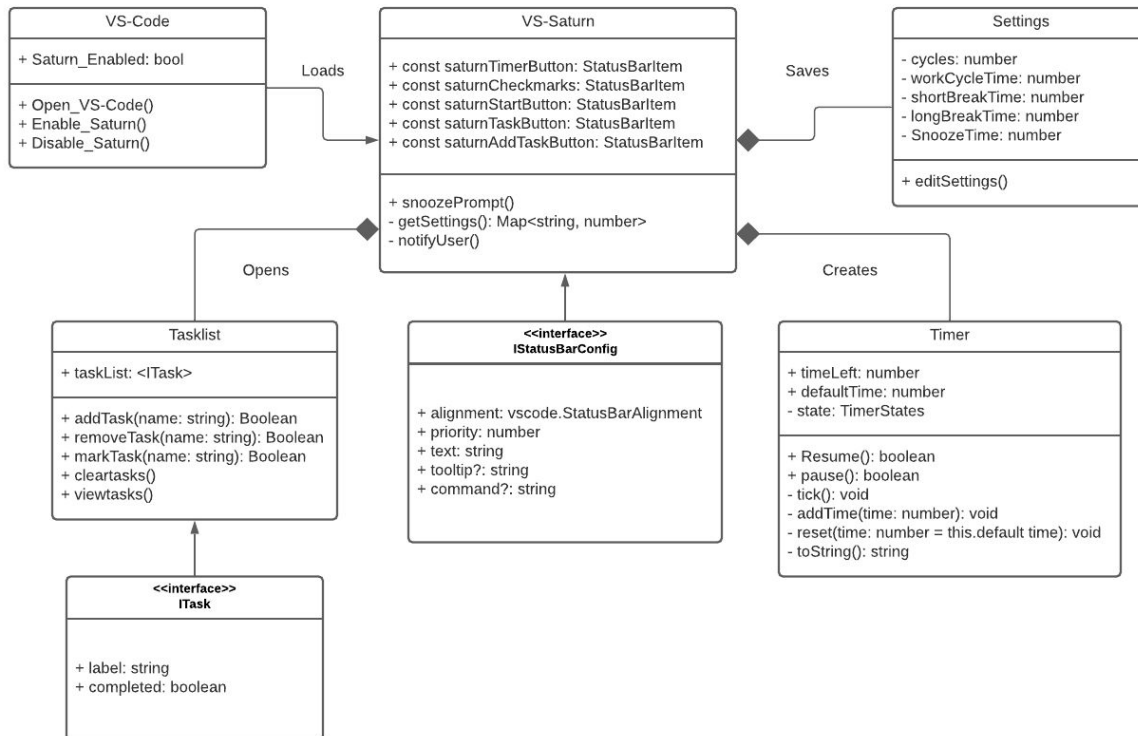 VS-Code
+ Saturn_Enabled: bool
+ Open_VS-Code()
+ Enable_Saturn()
+ Disable_Saturn()
Loads
VS-Saturn
+ const saturnTimerButton: StatusBarItem
+ const saturnCheckmarks: StatusBarItem
+ const saturnStartButton: StatusBarItem
+ const saturnTaskButton: StatusBarItem
+ const saturnAddTaskButton: StatusBarItem
+ snoozePrompt()
- getSettings(): Map<string, number>
- notifyUser()
Saves
Settings
- cycles: number
- workCycleTime: number
- shortBreakTime: number
- longBreakTime: number
- SnoozeTime: number
+ editSettings()
Opens
Creates
Tasklist
+ taskList: <ITask>
+ addTask(name: string): Boolean
+ removeTask(name: string): Boolean
+ markTask(name: string): Boolean
+ cleartasks()
+ viewtasks()
<<interface>>
IStatusBarConfig
+ alignment: vscode.StatusBarAlignment
+ priority: number
+ text: string
+ tooltip?: string
+ command?: string
Timer
+ timeLeft: number
+ defaultTime: number
- state: TimerStates
+ Resume(): boolean
+ pause(): boolean
- tick(): void
- addTime(time: number): void
- reset(time: number = this.default time): void
- toString(): string
<<interface>>
ITask
+ label: string
+ completed: boolean